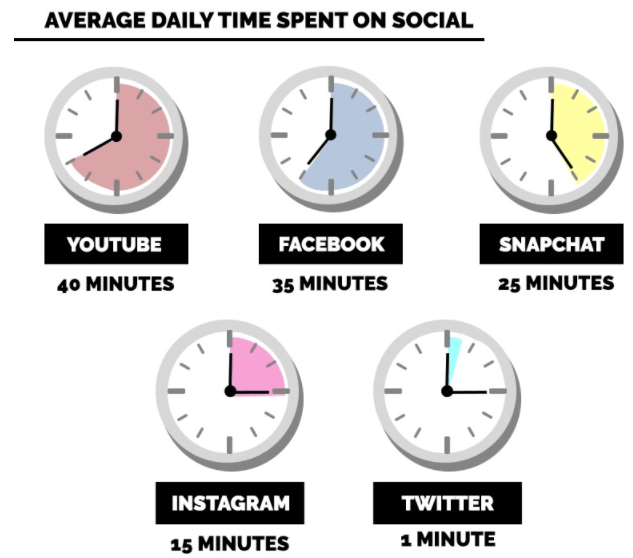 AVERAGE DAILY TIME SPENT ON SOCIAL
YOUTUBE
40 MINUTES
FACEBOOK
35 MINUTES
SNAPCHAT
25 MINUTES
INSTAGRAM
15 MINUTES
TWITTER
1 MINUTE